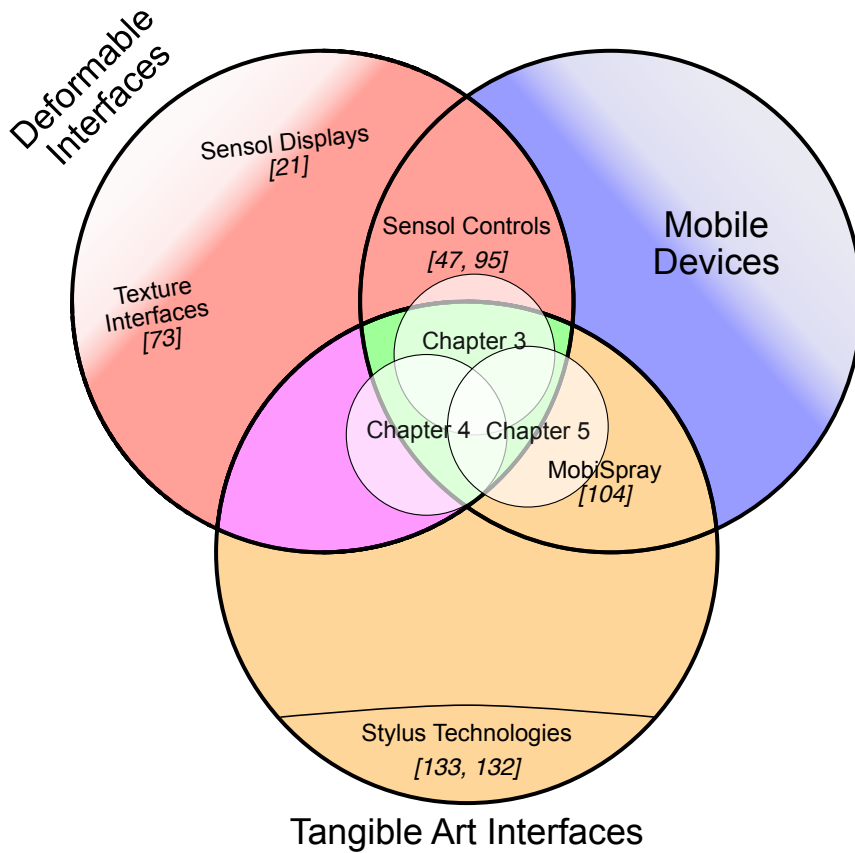 Deformable
Interfaces
Sensol Displays
[21]
Texture
Interfaces
[73]
Sensol Controls
[47, 95]
Mobile
Devices
Chapter 3
Chapter 4
Chapter 5
MobiSpray
[104]
Stylus Technologies
[133, 132]
Tangible Art Interfaces